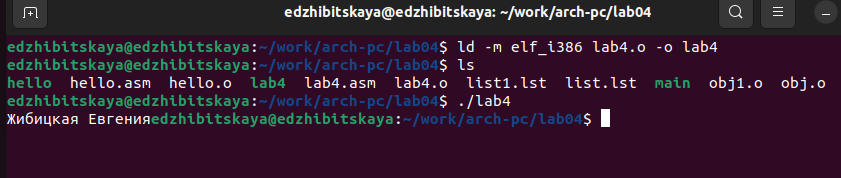 edzhibitskaya@edzhibitskaya: ~/work/arch-pc/lab04
edzhibitskaya@edzhibitskaya:~/work/arch-pc/lab04$ ld -m elf_i386 lab4.o -o lab4
edzhibitskaya@edzhibitskaya:~/work/arch-pc/lab04$ ls
hello  hello.asm  hello.o  lab4  lab4.asm  lab4.o  list1.lst  list.lst  main  obj1.o  obj.o
edzhibitskaya@edzhibitskaya:~/work/arch-pc/lab04$ ./lab4
Жибицкая Евгенияedzhibitskaya@edzhibitskaya:~/work/arch-pc/lab04$